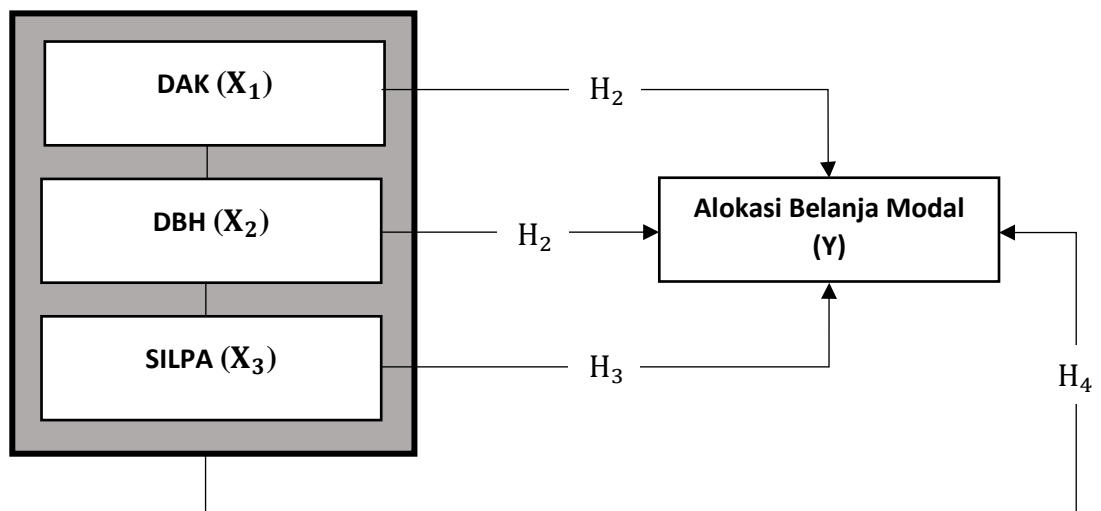 DAK (X₁)
H₂
DBH (X₂)
H₂
Alokasi Belanja Modal
(Y)
SILPA (X₃)
H₃
H₄